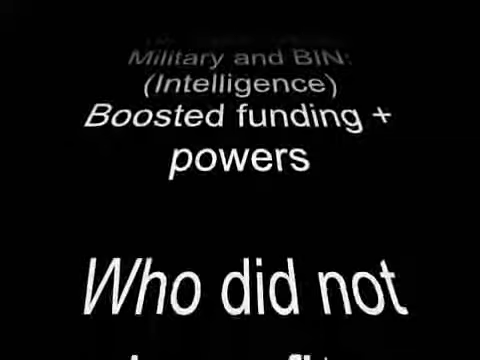 Military and BIN:
(Intelligence)
Boosted funding +
powers
Who did not